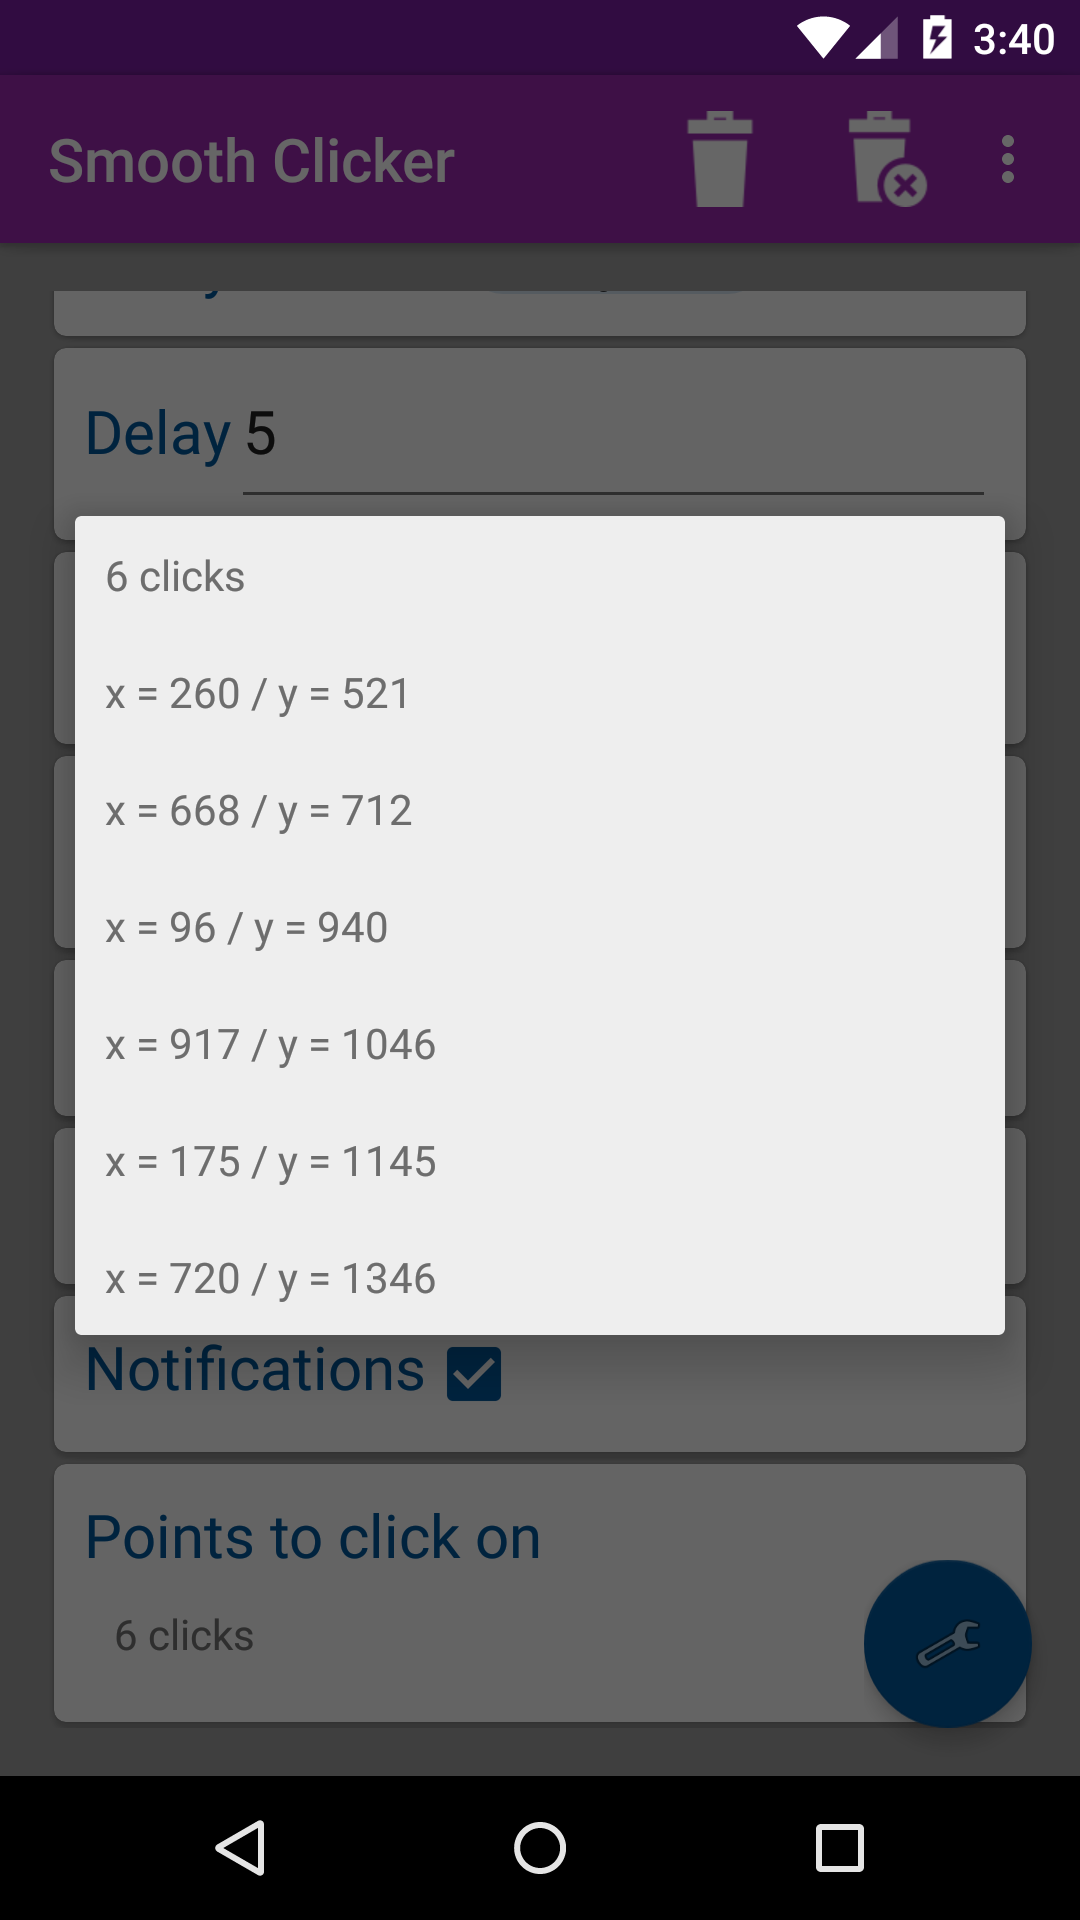 3:40
Smooth Clicker
Delay 5
6 clicks
x = 260 / y = 521
x = 668 / y = 712
x = 96 / y = 940
x = 917 / y = 1046
x = 175 / y = 1145
x = 720 / y = 1346
Notifications
Points to click on
6 clicks